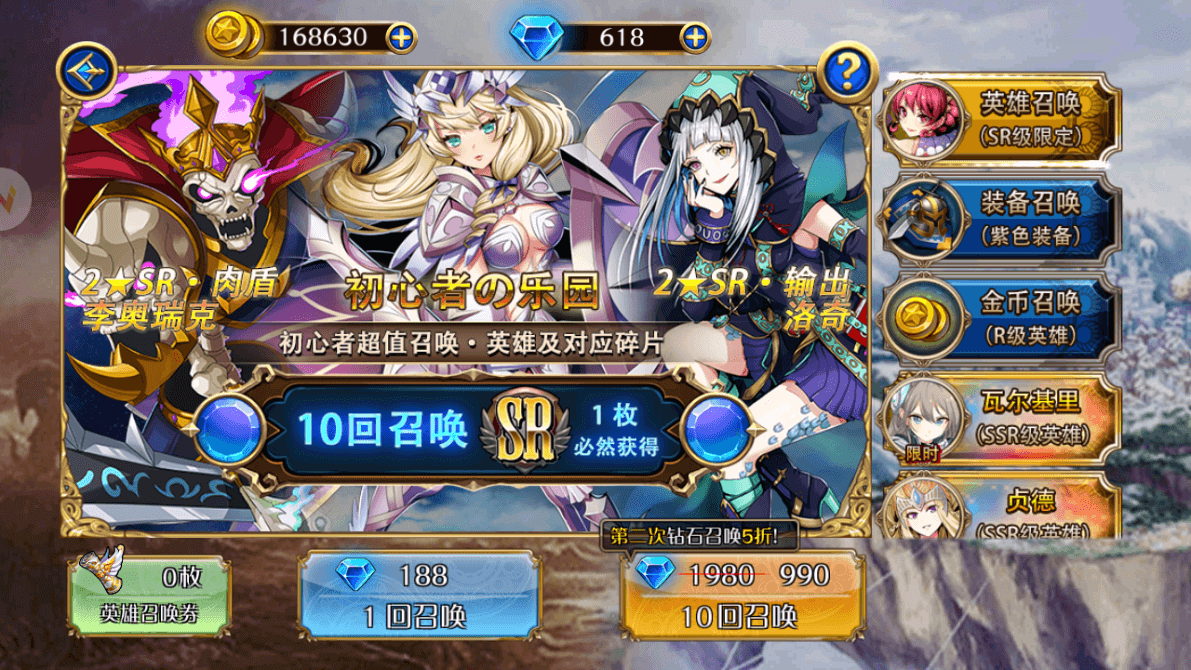 168630
618
?
2★SR·肉盾
李奥瑞克
初心者の乐园
2★SR·输出
洛奇
初心者超值召唤·英雄及对应碎片
10回召唤
SR
1枚
必然获得
英雄召唤
(SR级限定)
装备召唤
(紫色装备)
金币召唤
(R级英雄)
瓦尔基里
(SSR级英雄)
限时
贞德
(SSR级英雄)
第二次钻石召唤5折!
0枚
英雄召唤券
188
1回召唤
1980 990
10回召唤